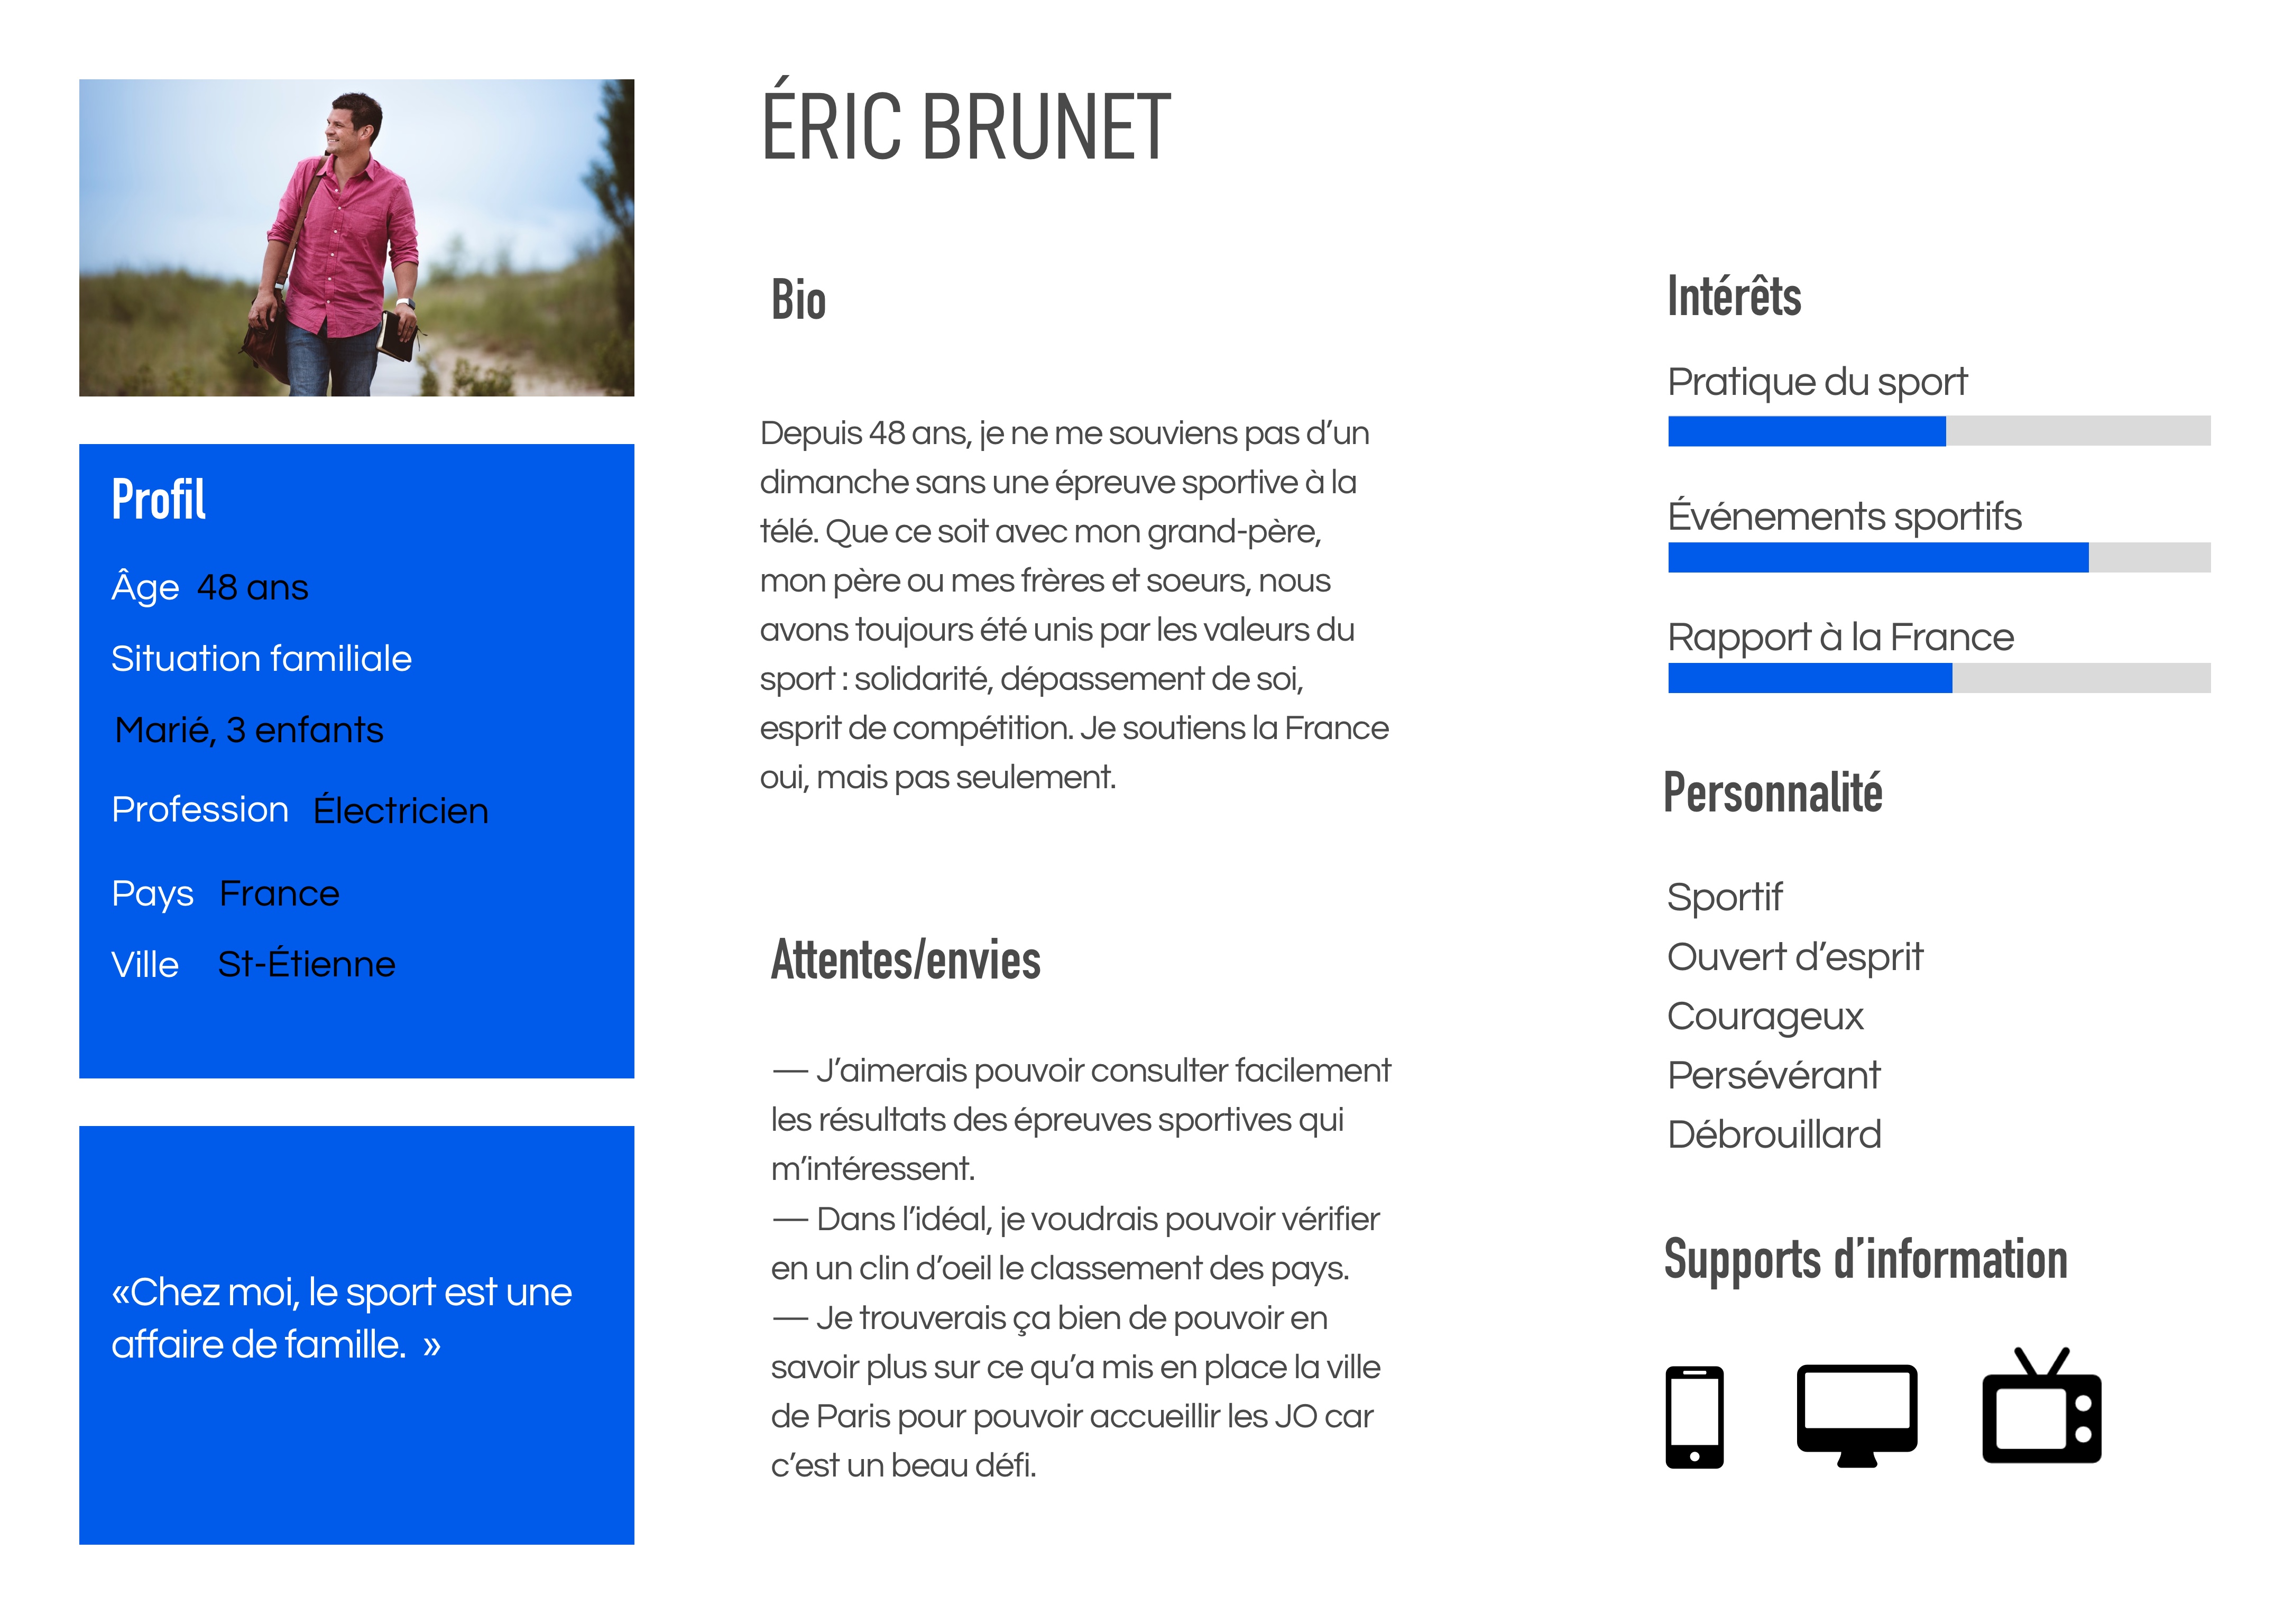 ÉRIC BRUNET
Profil
Âge 48 ans
Situation familiale
Marié, 3 enfants
Profession Électricien
Pays France
Ville St-Étienne
«Chez moi, le sport est une
affaire de famille. »
Bio
Depuis 48 ans, je ne me souviens pas d’un
dimanche sans une épreuve sportive à la
télé. Que ce soit avec mon grand-père,
mon père ou mes frères et soeurs, nous
avons toujours été unis par les valeurs du
sport : solidarité, dépassement de soi,
esprit de compétition. Je soutiens la France
oui, mais pas seulement.
Attentes/envies
— J’aimerais pouvoir consulter facilement
les résultats des épreuves sportives qui
m’intéressent.
— Dans l’idéal, je voudrais pouvoir vérifier
en un clin d’oeil le classement des pays.
— Je trouverais ça bien de pouvoir en
savoir plus sur ce qu’a mis en place la ville
de Paris pour pouvoir accueillir les JO car
c’est un beau défi.
Intérêts
Pratique du sport
Événements sportifs
Rapport à la France
Personnalité
Sportif
Ouvert d’esprit
Courageux
Persévérant
Débrouillard
Supports d’information